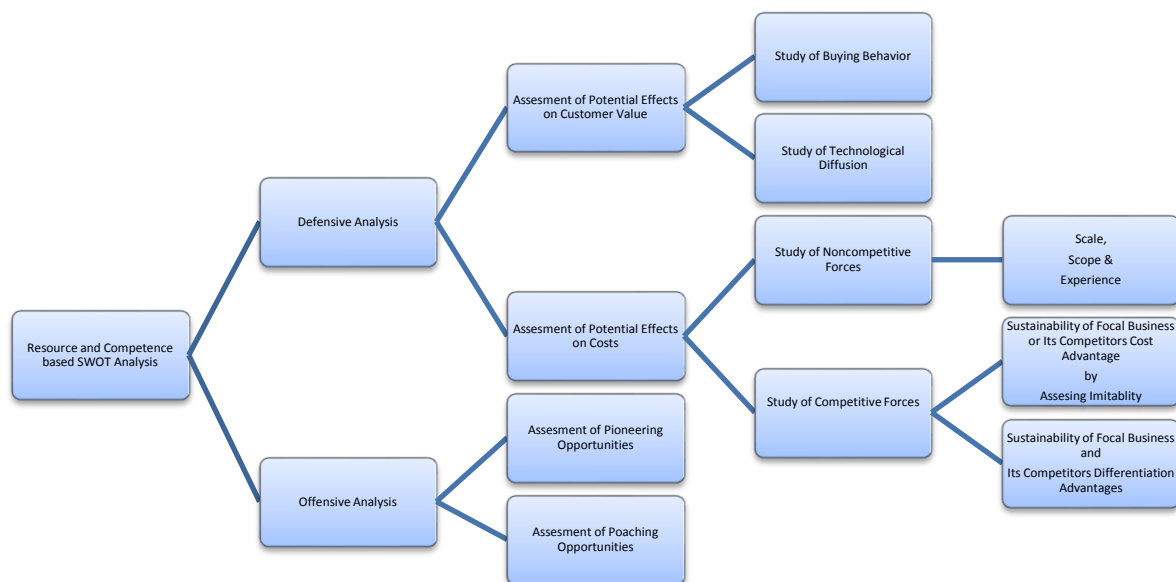 Study of Buying Behavior
Assesment of Potential Effects
on Customer Value
Study of Technological
Diffusion
Defensive Analysis
Study of Noncompetitive
Forces
Scale,
Scope &
Experience
Resource and Competence
based SWOT Analysis
Assesment of Potential Effects
on Costs
Sustainability of Focal Business
or Its Competitors Cost
Advantage
by
Assesing Imitablity
Study of Competitive Forces
Assesment of Pioneering
Opportunities
Sustainability of Focal Business
and
Its Competitors Differentiation
Advantages
Offensive Analysis
Assesment of Poaching
Opportunities